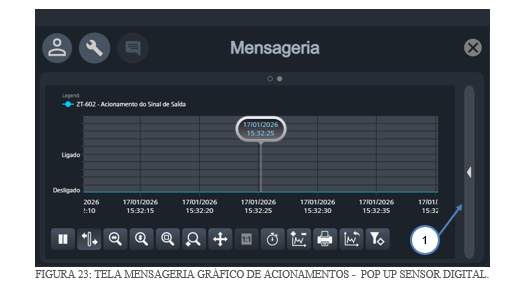 Mensageria
Legend:
ZT-602 - Acionamento do Sinal de Saída
17/01/2026
15:32:25
Ligado
Desligado
2026 17/01/2026 17/01/2026 17/01/2026 17/01/2026 17/01/2026 17/01/
:10 15:32:15 15:32:20 15:32:25 15:32:30 15:32:35 15:32
1
FIGURA 23: TELA MENSAGERIA GRÁFICO DE ACIONAMENTOS - POP UP SENSOR DIGITAL.